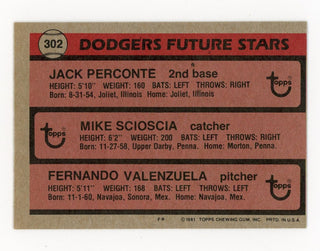 302 DODGERS FUTURE STARS
JACK PERCONTE 2nd base
HEIGHT: 5'10" WEIGHT: 160 BATS: LEFT THROWS: RIGHT
Born: 8-31-54, Joliet, Illinois Home: Joliet, Illinois
Topps
MIKE SCIOSCIA catcher
HEIGHT: 6'2" WEIGHT: 200 BATS: LEFT THROWS: RIGHT
Born: 11-27-58, Upper Darby, Penna. Home: Morton, Penna.
Topps
FERNANDO VALENZUELA pitcher
HEIGHT: 5'11" WEIGHT: 168 BATS: LEFT THROWS: LEFT
Born: 11-1-60, Navajoa, Sonora, Mex. Home: Navajoa, Mex.
Topps
© 1981 TOPPS CHEWING GUM, INC. PRTD. IN U.S.A.